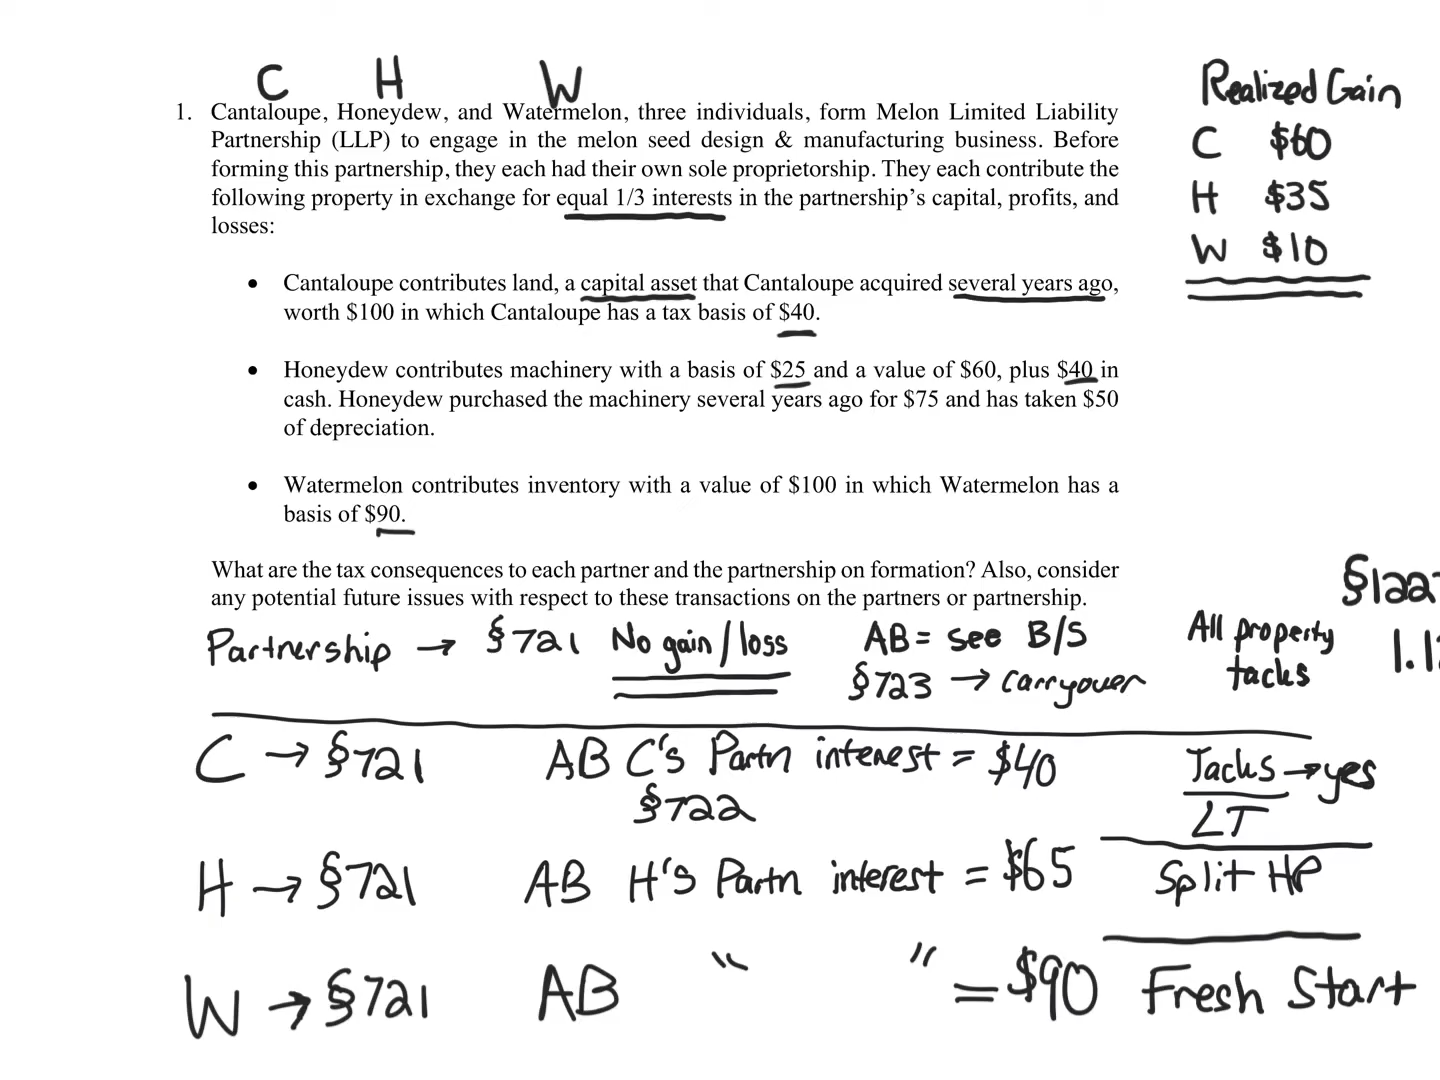 C H W
1. Cantaloupe, Honeydew, and Watermelon, three individuals, form Melon Limited Liability
Partnership (LLP) to engage in the melon seed design & manufacturing business. Before
forming this partnership, they each had their own sole proprietorship. They each contribute the
following property in exchange for equal 1/3 interests in the partnership's capital, profits, and
losses:
• Cantaloupe contributes land, a capital asset that Cantaloupe acquired several years ago,
worth $100 in which Cantaloupe has a tax basis of $40.
• Honeydew contributes machinery with a basis of $25 and a value of $60, plus $40 in
cash. Honeydew purchased the machinery several years ago for $75 and has taken $50
of depreciation.
• Watermelon contributes inventory with a value of $100 in which Watermelon has a
basis of $90.
What are the tax consequences to each partner and the partnership on formation? Also, consider
any potential future issues with respect to these transactions on the partners or partnership.
Realized Gain
C $60
H $35
W $10
Partnership → §721 No gain/loss
AB = see B/S
§723 → carryover
All property
tacks
§122
1.1
C → §721 AB C's Partn interest = $40
§722
Tacks → yes
LT
H → §721 AB H's Partn interest = $65 Split HP
W → §721 AB " " = $90 Fresh Start